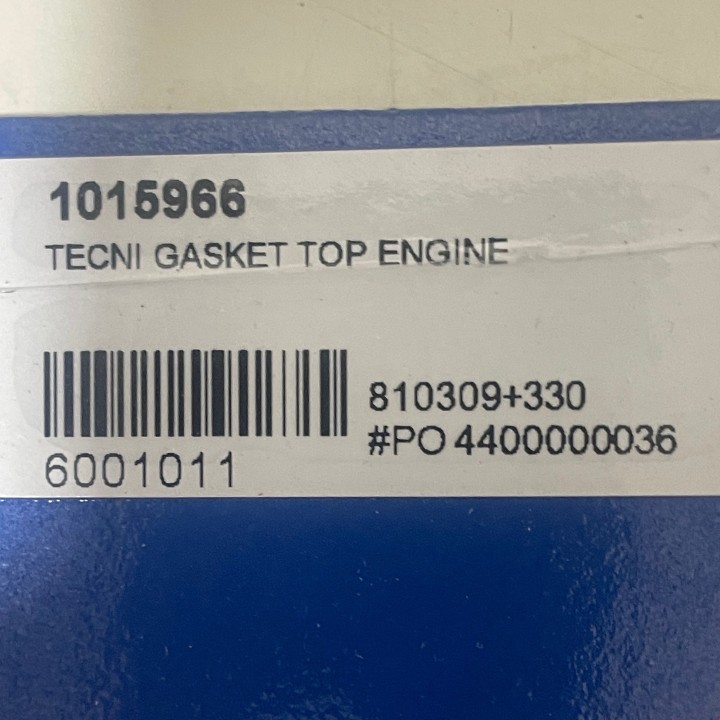 1015966
TECNI GASKET TOP ENGINE
810309+330
#PO 4400000036
6001011